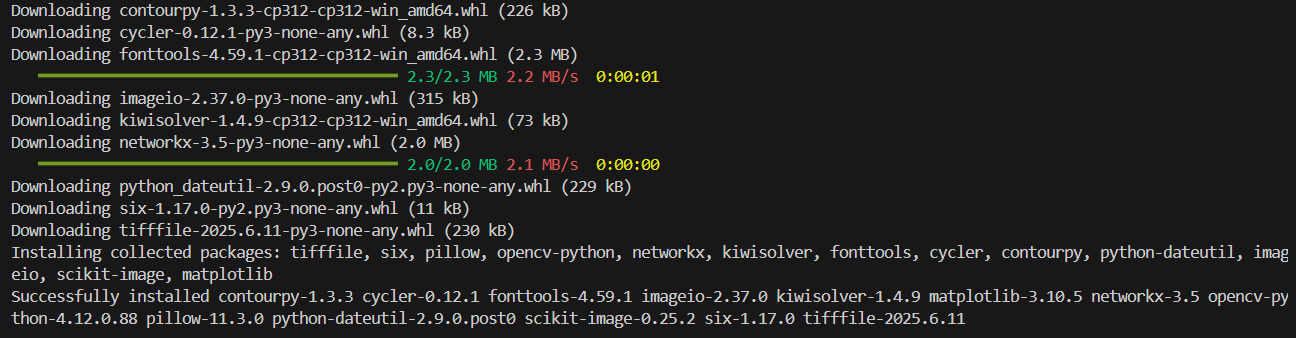 Downloading contourpy-1.3.3-cp312-cp312-win_amd64.whl (226 kB)
Downloading cycler-0.12.1-py3-none-any.whl (8.3 kB)
Downloading fonttools-4.59.1-cp312-cp312-win_amd64.whl (2.3 MB)
2.3/2.3 MB 2.2 MB/s 0:00:01
Downloading imageio-2.37.0-py3-none-any.whl (315 kB)
Downloading kiwisolver-1.4.9-cp312-cp312-win_amd64.whl (73 kB)
Downloading networkx-3.5-py3-none-any.whl (2.0 MB)
2.0/2.0 MB 2.1 MB/s 0:00:00
Downloading python_dateutil-2.9.0.post0-py2.py3-none-any.whl (229 kB)
Downloading six-1.17.0-py2.py3-none-any.whl (11 kB)
Downloading tifffile-2025.6.11-py3-none-any.whl (230 kB)
Installing collected packages: tifffile, six, pillow, opencv-python, networkx, kiwisolver, fonttools, cycler, contourpy, python-dateutil, imag
eio, scikit-image, matplotlib
Successfully installed contourpy-1.3.3 cycler-0.12.1 fonttools-4.59.1 imageio-2.37.0 kiwisolver-1.4.9 matplotlib-3.10.5 networkx-3.5 opencv-py
thon-4.12.0.88 pillow-11.3.0 python-dateutil-2.9.0.post0 scikit-image-0.25.2 six-1.17.0 tifffile-2025.6.11